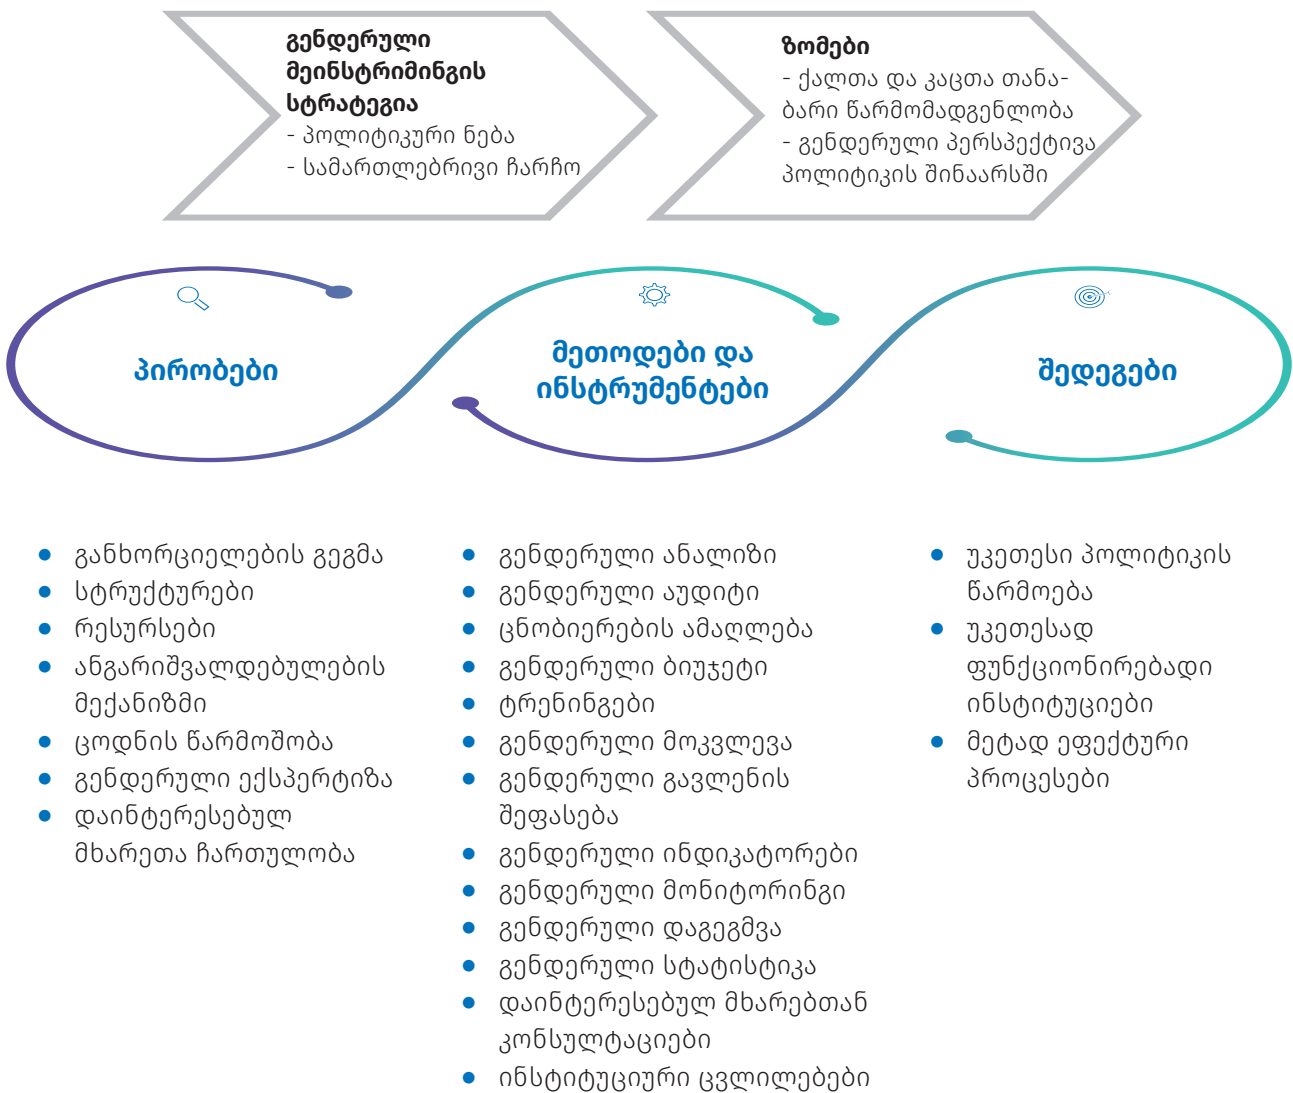 გენდერული
მეინსტრიმინგის
სტრატეგია
- პოლიტიკური ნება
- სამართლებრივი ჩარჩო
ზომები
- ქალთა და კაცთა თანა-
ბარი წარმომადგენლობა
- გენდერული პერსპექტივა
პოლიტიკის შინაარსში
პირობები
მეთოდები და
ინსტრუმენტები
შედეგები
• განხორციელების გეგმა
• სტრუქტურები
• რესურსები
• ანგარიშვალდებულების
მექანიზმი
• ცოდნის წარმოშობა
• გენდერული ექსპერტიზა
• დაინტერესებულ
მხარეთა ჩართულობა
• გენდერული ანალიზი
• გენდერული აუდიტი
• ცნობიერების ამაღლება
• გენდერული ბიუჯეტი
• ტრენინგები
• გენდერული მოკვლევა
• გენდერული გავლენის
შეფასება
• გენდერული ინდიკატორები
• გენდერული მონიტორინგი
• გენდერული დაგეგმვა
• გენდერული სტატისტიკა
• დაინტერესებულ მხარებთან
კონსულტაციები
• ინსტიტუციური ცვლილებები
• უკეთესი პოლიტიკის
წარმოება
• უკეთესად
ფუნქციონირებადი
ინსტიტუციები
• მეტად ეფექტური
პროცესები